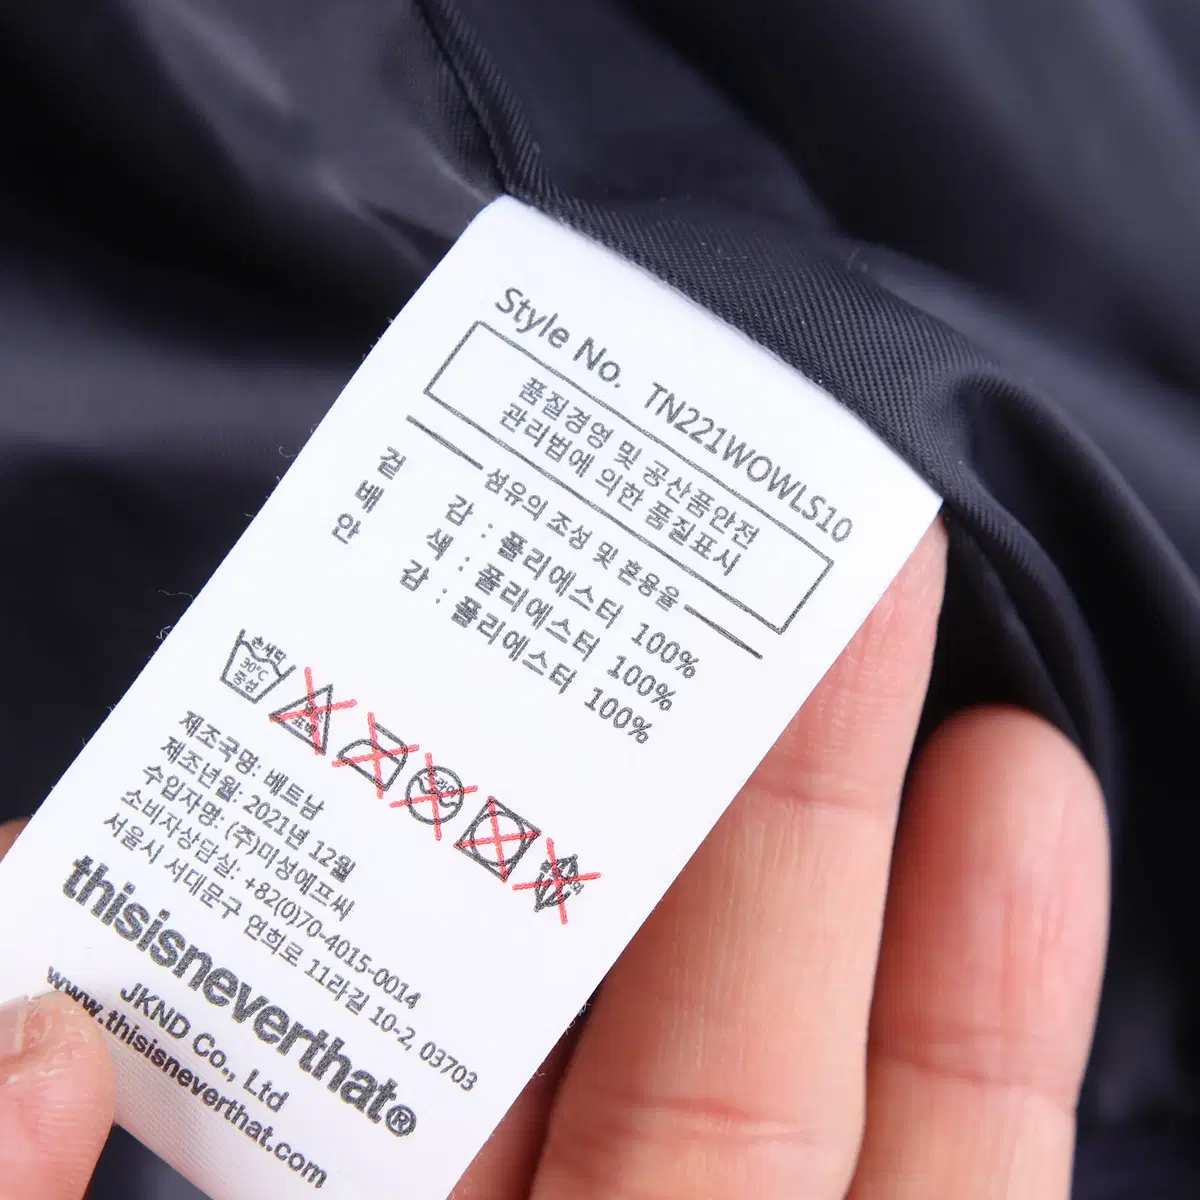 Style No. TN221WOWLS10
품질경영 및 공산품안전
관리법에 의한 품질표시
섬유의 조성 및 혼용율
겉 감 : 폴리에스터 100%
배 색 : 폴리에스터 100%
안 감 : 폴리에스터 100%
손세탁
30℃
중성
제조국명: 베트남
제조년월: 2021년 12월
수입자명: (주)미성에프씨
소비자상담실: +82(0)70-4015-0014
서울시 서대문구 연희로 11라길 10-2, 03703
thisisneverthat®
JKND Co., Ltd
www.thisisneverthat.com